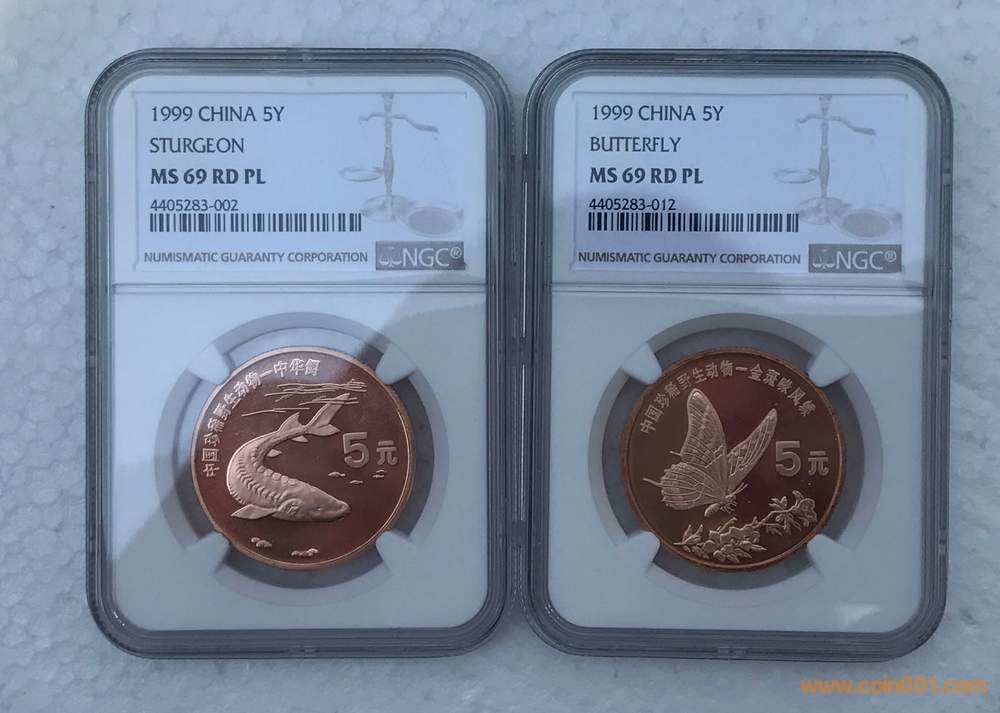 1999 CHINA 5Y
STURGEON
MS 69 RD PL
4405283-002
NUMISMATIC GUARANTY CORPORATION
NGC®
中国珍稀野生动物—中华鲟
5元
1999 CHINA 5Y
BUTTERFLY
MS 69 RD PL
4405283-012
NUMISMATIC GUARANTY CORPORATION
NGC®
中国珍稀野生动物—金斑喙凤蝶
5元
www.coin001.com